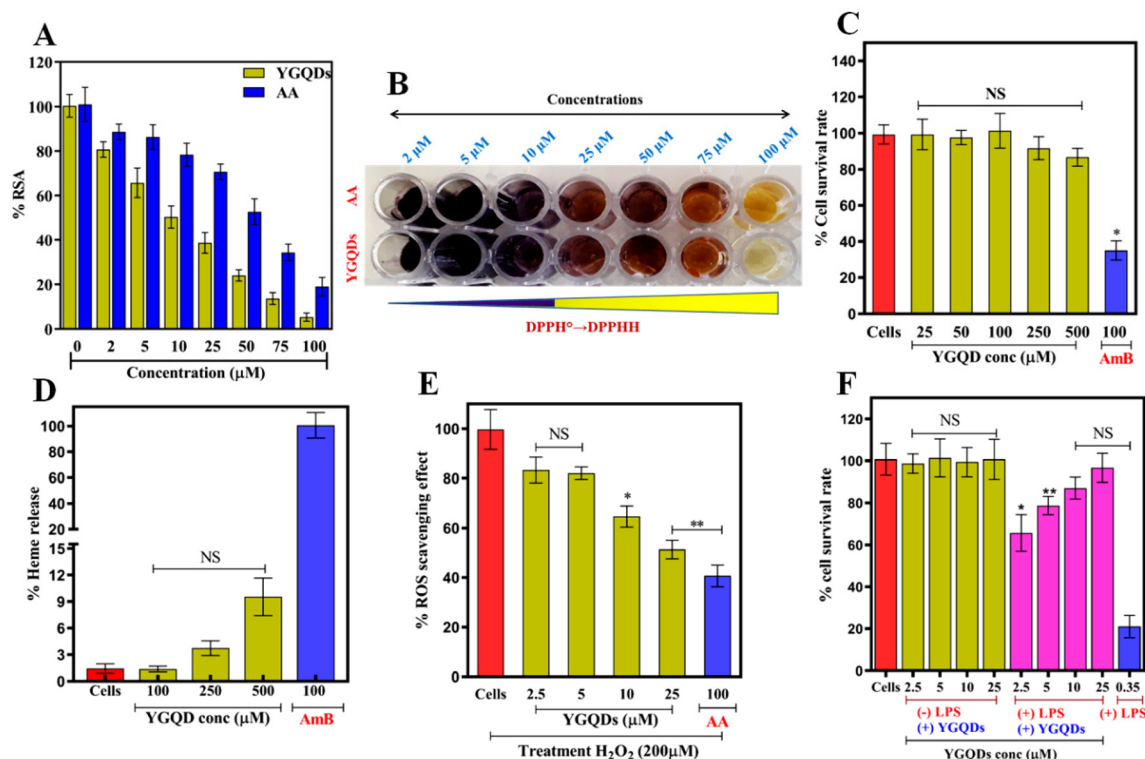 A
120
100
80
60
40
20
0
% RSA
YGQDs
AA
0 2 5 10 25 50 75 100
Concentration (μM)
B
Concentrations
2 μM 5 μM 10 μM 25 μM 50 μM 75 μM 100 μM
AA
YGQDs
DPPH°→DPPHH
C
140
120
100
80
60
40
20
0
% Cell survival rate
NS
*
Cells 25 50 100 250 500 100
YGQD conc (μM) AmB
D
100
90
80
70
60
50
40
30
20
15
12
9
6
3
0
% Heme release
NS
Cells 100 250 500 100
YGQD conc (μM) AmB
E
100
80
60
40
20
0
% ROS scavenging effect
NS
*
**
Cells 2.5 5 10 25 100
YGQDs (μM) AA
Treatment H₂O₂ (200μM)
F
120
100
80
60
40
20
0
% cell survival rate
NS
NS
*
**
Cells 2.5 5 10 25 2.5 5 10 25 0.35
(-) LPS (+) LPS (+) LPS
(+) YGQDs (+) YGQDs
YGQDs conc (μM)